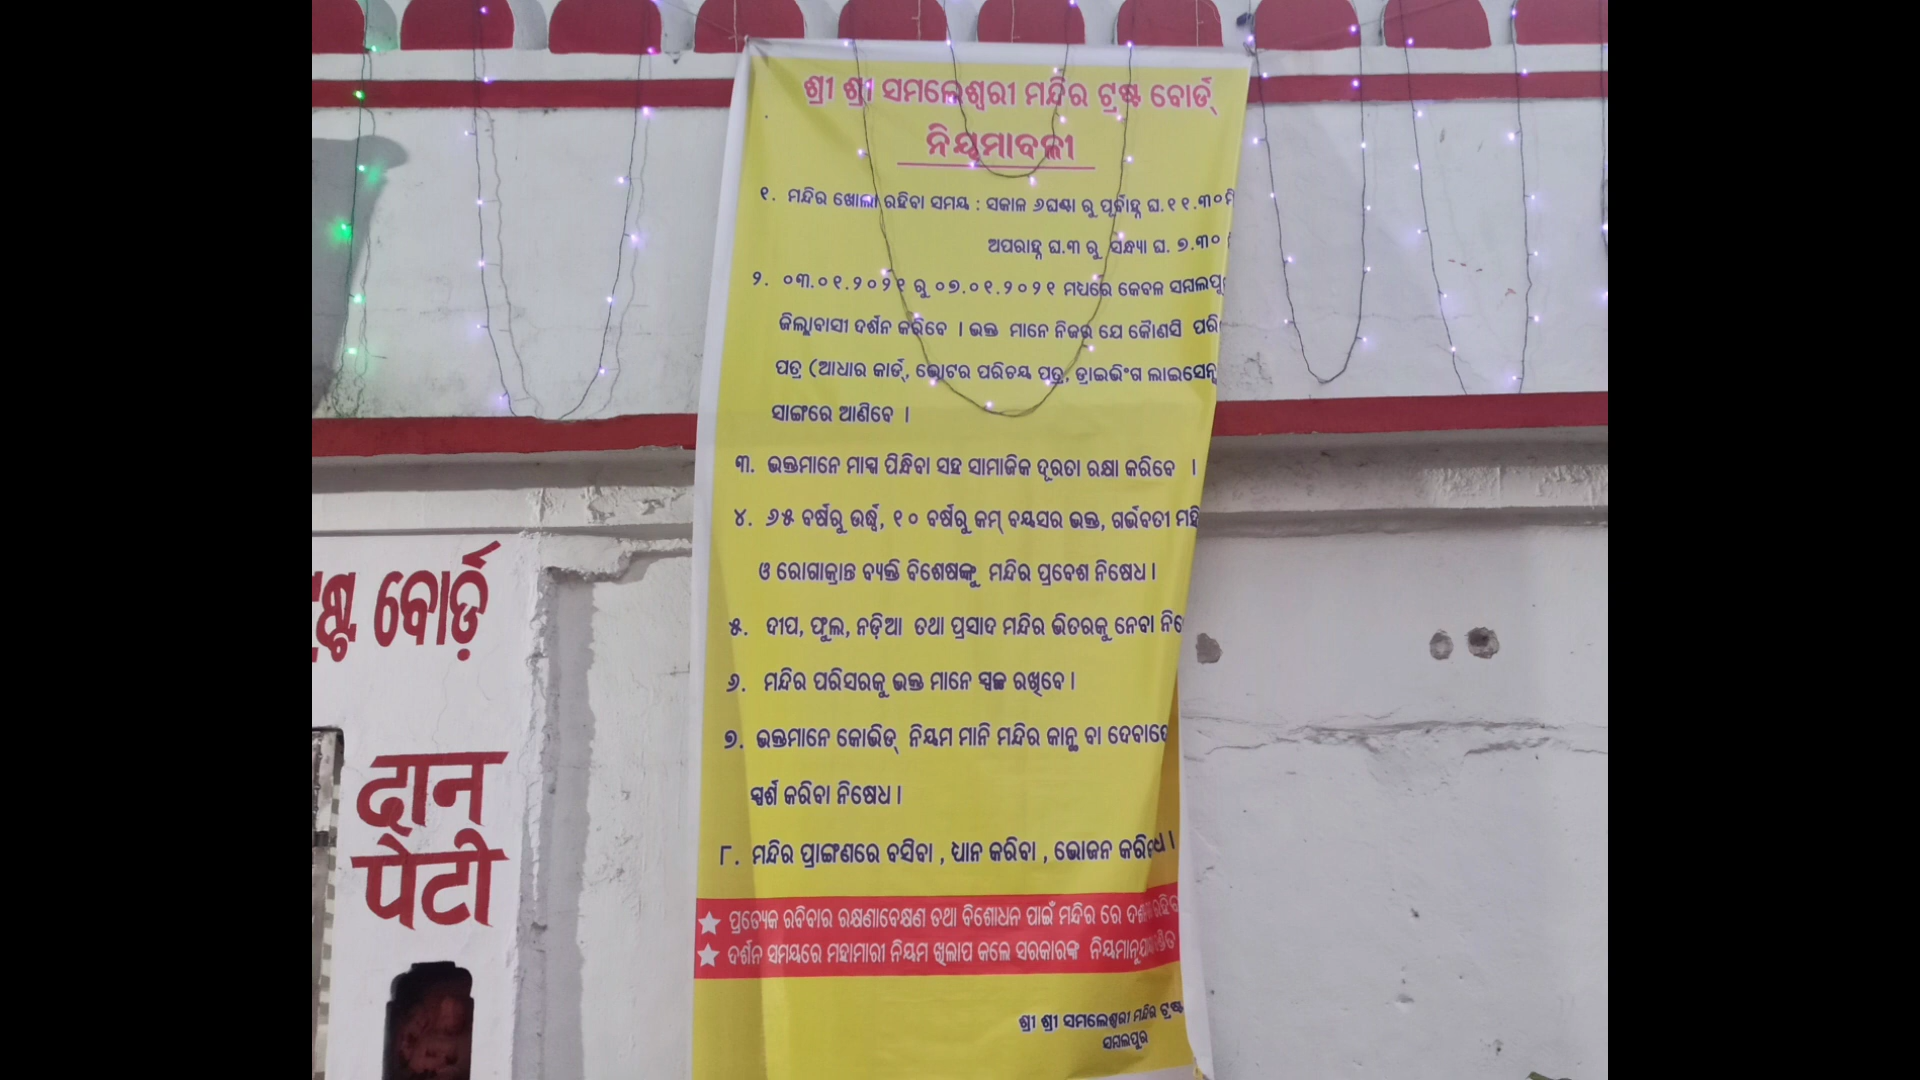 ଶ୍ରୀ ଶ୍ରୀ ସମଲେଶ୍ୱରୀ ମନ୍ଦିର ଟ୍ରଷ୍ଟ ବୋର୍ଡ୍
ନିୟମାବଳୀ
୧. ମନ୍ଦିର ଖୋଲା ରହିବା ସମୟ : ସକାଳ ୬ଘଣ୍ଟା ରୁ ପୂର୍ବାହ୍ନ ଘ.୧୧.୩୦ମି
ଅପରାହ୍ନ ଘ.୩ ରୁ ସନ୍ଧ୍ୟା ଘ. ୭.୩୦
୨. ୦୩.୦୧.୨୦୨୧ ରୁ ୦୭.୦୧.୨୦୨୧ ମଧ୍ୟରେ କେବଳ ସମ୍ବଲପୁ
ଜିଲ୍ଲାବାସୀ ଦର୍ଶନ କରିବେ । ଭକ୍ତ ମାନେ ନିଜର ଯେ କୌଣସି ପରି
ପତ୍ର (ଆଧାର କାର୍ଡ୍, ଭୋଟର ପରିଚୟ ପତ୍ର, ଡ୍ରାଇଭିଂଗ ଲାଇସେନ୍ସ
ସାଙ୍ଗରେ ଆଣିବେ ।
୩. ଭକ୍ତମାନେ ମାସ୍କ ପିନ୍ଧିବା ସହ ସାମାଜିକ ଦୂରତା ରକ୍ଷା କରିବେ ।
୪. ୬୫ ବର୍ଷରୁ ଉର୍ଦ୍ଧ୍ୱ, ୧୦ ବର୍ଷରୁ କମ୍ ବୟସର ଭକ୍ତ, ଗର୍ଭବତୀ ମହି
ଓ ରୋଗାକ୍ରାନ୍ତ ବ୍ୟକ୍ତି ବିଶେଷଙ୍କୁ ମନ୍ଦିର ପ୍ରବେଶ ନିଷେଧ ।
୫. ଦୀପ, ଫୁଲ, ନଡ଼ିଆ ତଥା ପ୍ରସାଦ ମନ୍ଦିର ଭିତରକୁ ନେବା ନିଷେ
୬. ମନ୍ଦିର ପରିସରକୁ ଭକ୍ତ ମାନେ ସ୍ୱଚ୍ଛ ରଖିବେ ।
୭. ଭକ୍ତମାନେ କୋଭିଡ୍ ନିୟମ ମାନି ମନ୍ଦିର କାନ୍ଥ ବା ଦେବାଦେ
ସ୍ପର୍ଶ କରିବା ନିଷେଧ ।
୮. ମନ୍ଦିର ପ୍ରାଙ୍ଗଣରେ ବସିବା , ଧ୍ୟାନ କରିବା , ଭୋଜନ
ପ୍ରତ୍ୟେକ ରବିବାର ରକ୍ଷଣାବେକ୍ଷଣ ତଥା ବିଶୋଧନ ପାଇଁ ମନ୍ଦିର ରେ
ଦର୍ଶନ ସମୟରେ ମହାମାରୀ ନିୟମ ଖିଲାପ କଲେ ସରକାରଙ୍କ
ଶ୍ରୀ ଶ୍ରୀ ସମଲେଶ୍ୱରୀ ମନ୍ଦିର ଟ୍ରଷ୍ଟ
ସମ୍ବଲପୁର
ଷ୍ଟ ବୋର୍ଡ଼
दान
पेटी